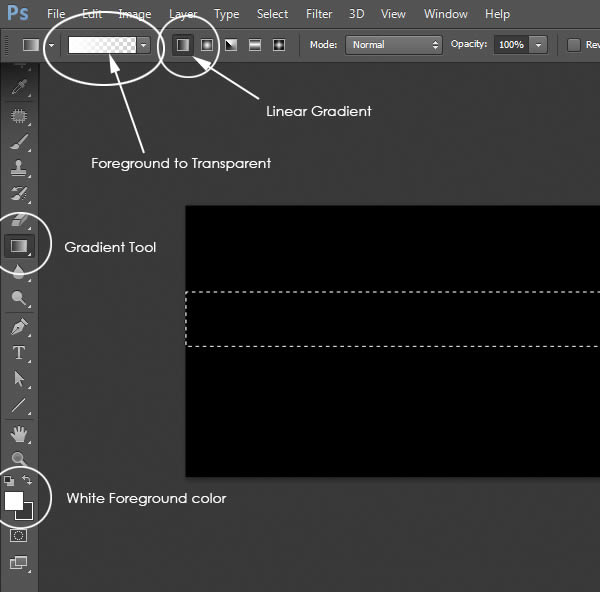 Ps File Edit Image Layer Type Select Filter 3D View Window Help
Mode: Normal Opacity: 100% Rev
Linear Gradient
Foreground to Transparent
Gradient Tool
T
White Foreground color